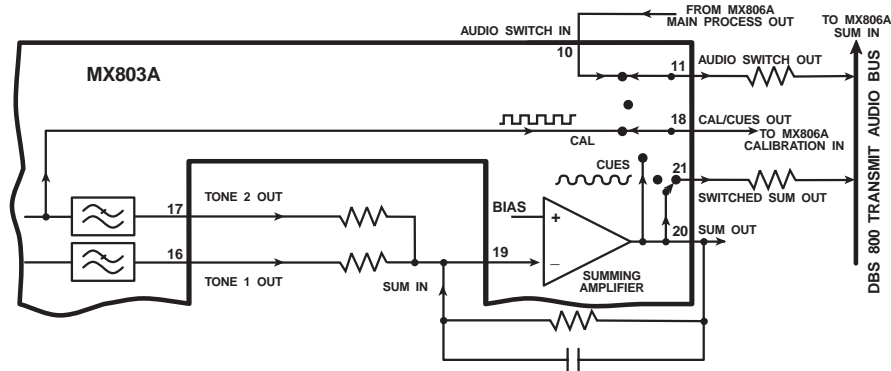 FROM MX806A
MAIN PROCESS OUT
AUDIO SWITCH IN
10
TO MX806A
SUM IN
MX803A
11
AUDIO SWITCH OUT
18
CAL/CUES OUT
CAL
TO MX806A
CALIBRATION IN
CUES
21
SWITCHED SUM OUT
17
TONE 2 OUT
BIAS
+
20
SUM OUT
16
TONE 1 OUT
19
–
SUM IN
SUMMING
AMPLIFIER
DBS 800 TRANSMIT AUDIO BUS